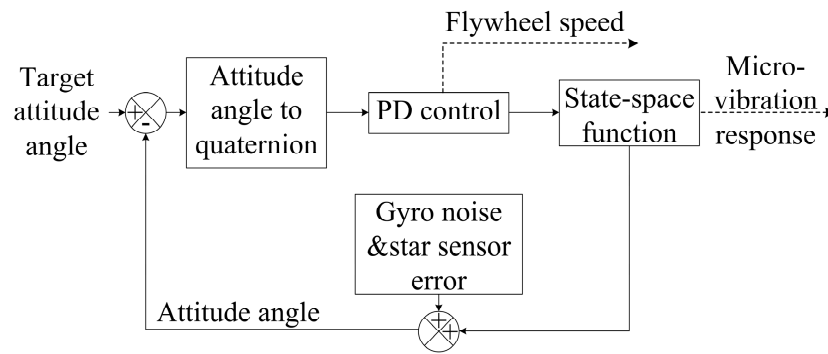 Flywheel speed
Target
attitude
angle
+
-
Attitude
angle to
quaternion
PD control
State-space
function
Micro-
vibration
response
Gyro noise
&star sensor
error
+
+
Attitude angle